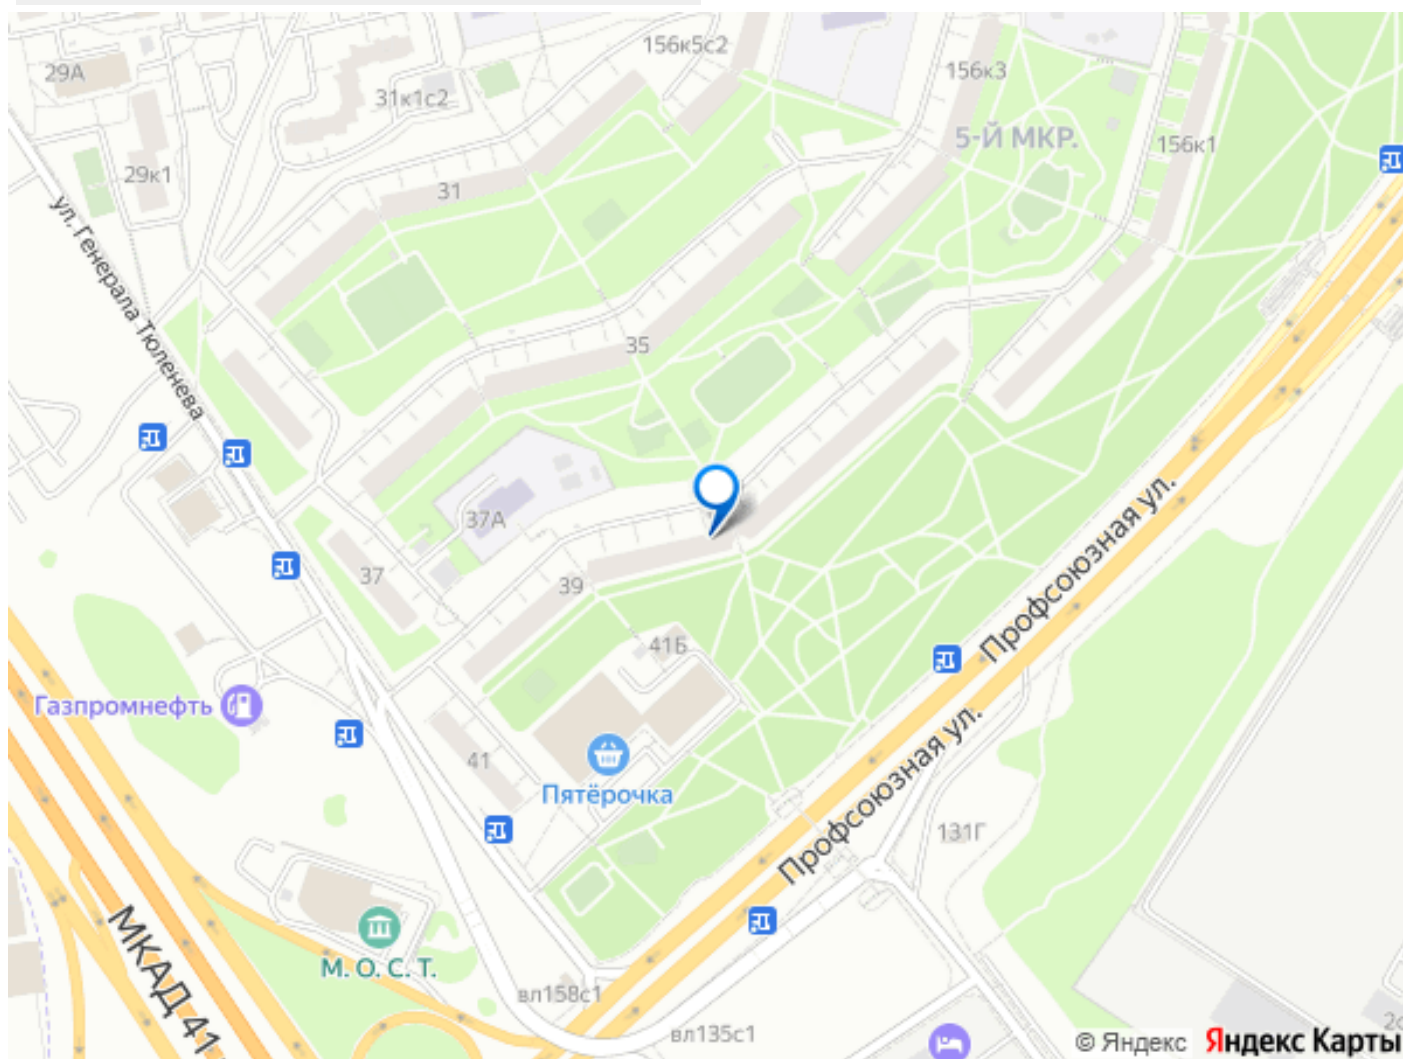 156к5с2
29А
156к3
31к1с2
5-Й МКР.
156к1
29к1
31
ул. Генерала Тюленева
35
37А
Профсоюзная ул.
37
39
41Б
Газпромнефть
Профсоюзная ул.
41
Пятёрочка
131Г
МКАД 41
М. О. С. Т.
вл158с1
вл135с1
© Яндекс Яндекс Карты